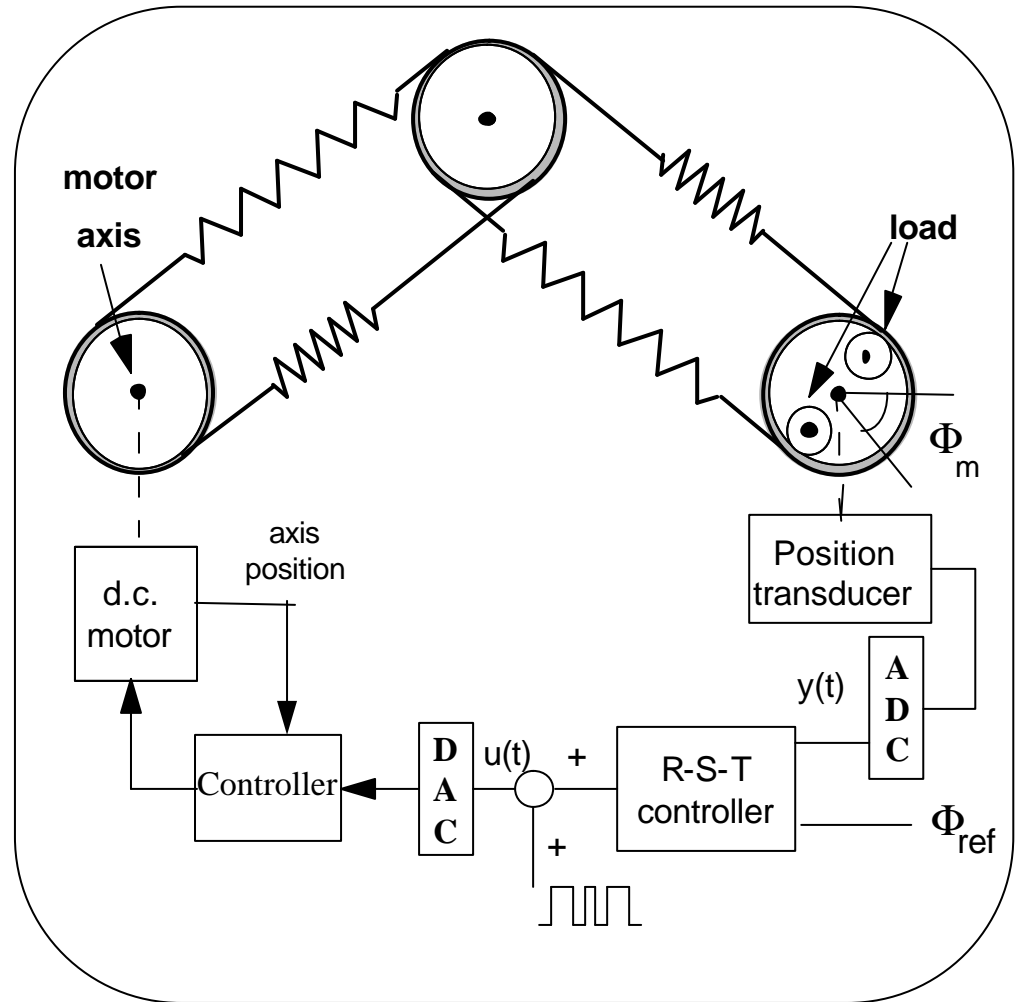 motor
axis
load
Φm
axis
position
Position
transducer
d.c.
motor
y(t)
A
D
C
Controller
D
A
C
u(t)
+
+
R-S-T
controller
Φref